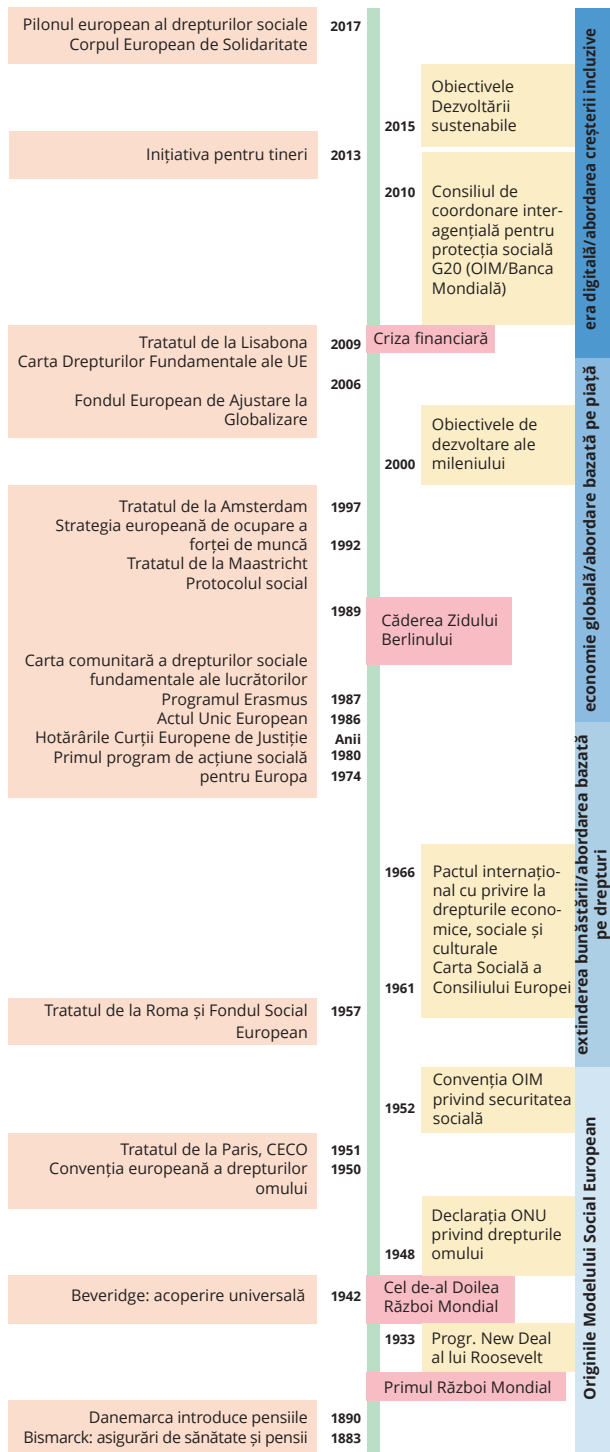 Pilonul european al drepturilor sociale 2017
Corpul European de Solidaritate
Obiectivele
Dezvoltării
2015 sustenabile
Inițiativa pentru tineri 2013
2010 Consiliul de
coordonare inter-
agențială pentru
protecția socială
G20 (OIM/Banca
Mondială)
era digitală/abordarea creșterii incluzive
Tratatul de la Lisabona 2009 Criza financiară
Carta Drepturilor Fundamentale ale UE
2006
Fondul European de Ajustare la
Globalizare
Obiectivele de
dezvoltare ale
2000 mileniului
economie globală/abordare bazată pe piață
Tratatul de la Amsterdam 1997
Strategia europeană de ocupare a
forței de muncă 1992
Tratatul de la Maastricht
Protocolul social
1989 Căderea Zidului
Berlinului
Carta comunitară a drepturilor sociale
fundamentale ale lucrătorilor
Programul Erasmus 1987
Actul Unic European 1986
Hotărârile Curții Europene de Justiție Anii
Primul program de acțiune socială 1980
pentru Europa 1974
extinderea bunăstării/abordarea bazată
pe drepturi
1966 Pactul internațio-
nal cu privire la
drepturile econo-
mice, sociale și
culturale
Carta Socială a
1961 Consiliului Europei
Tratatul de la Roma și Fondul Social 1957
European
Convenția OIM
1952 privind securitatea
socială
Tratatul de la Paris, CECO 1951
Convenția europeană a drepturilor 1950
omului
Declarația ONU
privind drepturile
1948 omului
Originile Modelului Social European
Beveridge: acoperire universală 1942 Cel de-al Doilea
Război Mondial
1933 Progr. New Deal
al lui Roosevelt
Primul Război Mondial
Danemarca introduce pensiile 1890
Bismarck: asigurări de sănătate și pensii 1883